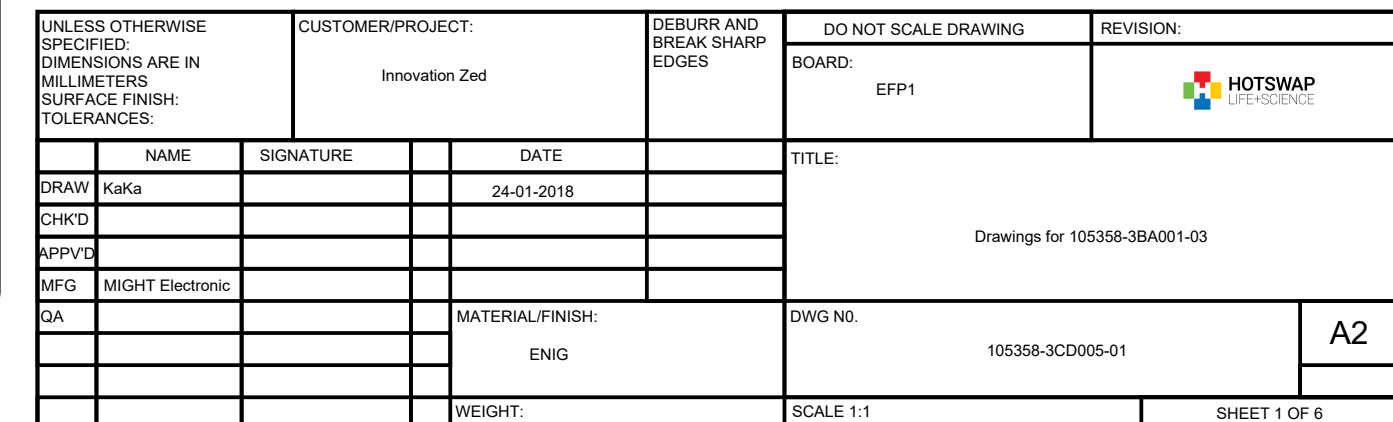 UNLESS OTHERWISE
SPECIFIED:
DIMENSIONS ARE IN
MILLIMETERS
SURFACE FINISH:
TOLERANCES:
CUSTOMER/PROJECT:
Innovation Zed
DEBURR AND
BREAK SHARP
EDGES
DO NOT SCALE DRAWING
REVISION:
BOARD:
EFP1
HOTSWAP
LIFE+SCIENCE
NAME SIGNATURE DATE
DRAW KaKa 24-01-2018
CHK'D
APPV'D
MFG MIGHT Electronic
QA
TITLE:
Drawings for 105358-3BA001-03
MATERIAL/FINISH:
ENIG
DWG N0.
105358-3CD005-01
A2
WEIGHT:
SCALE 1:1
SHEET 1 OF 6